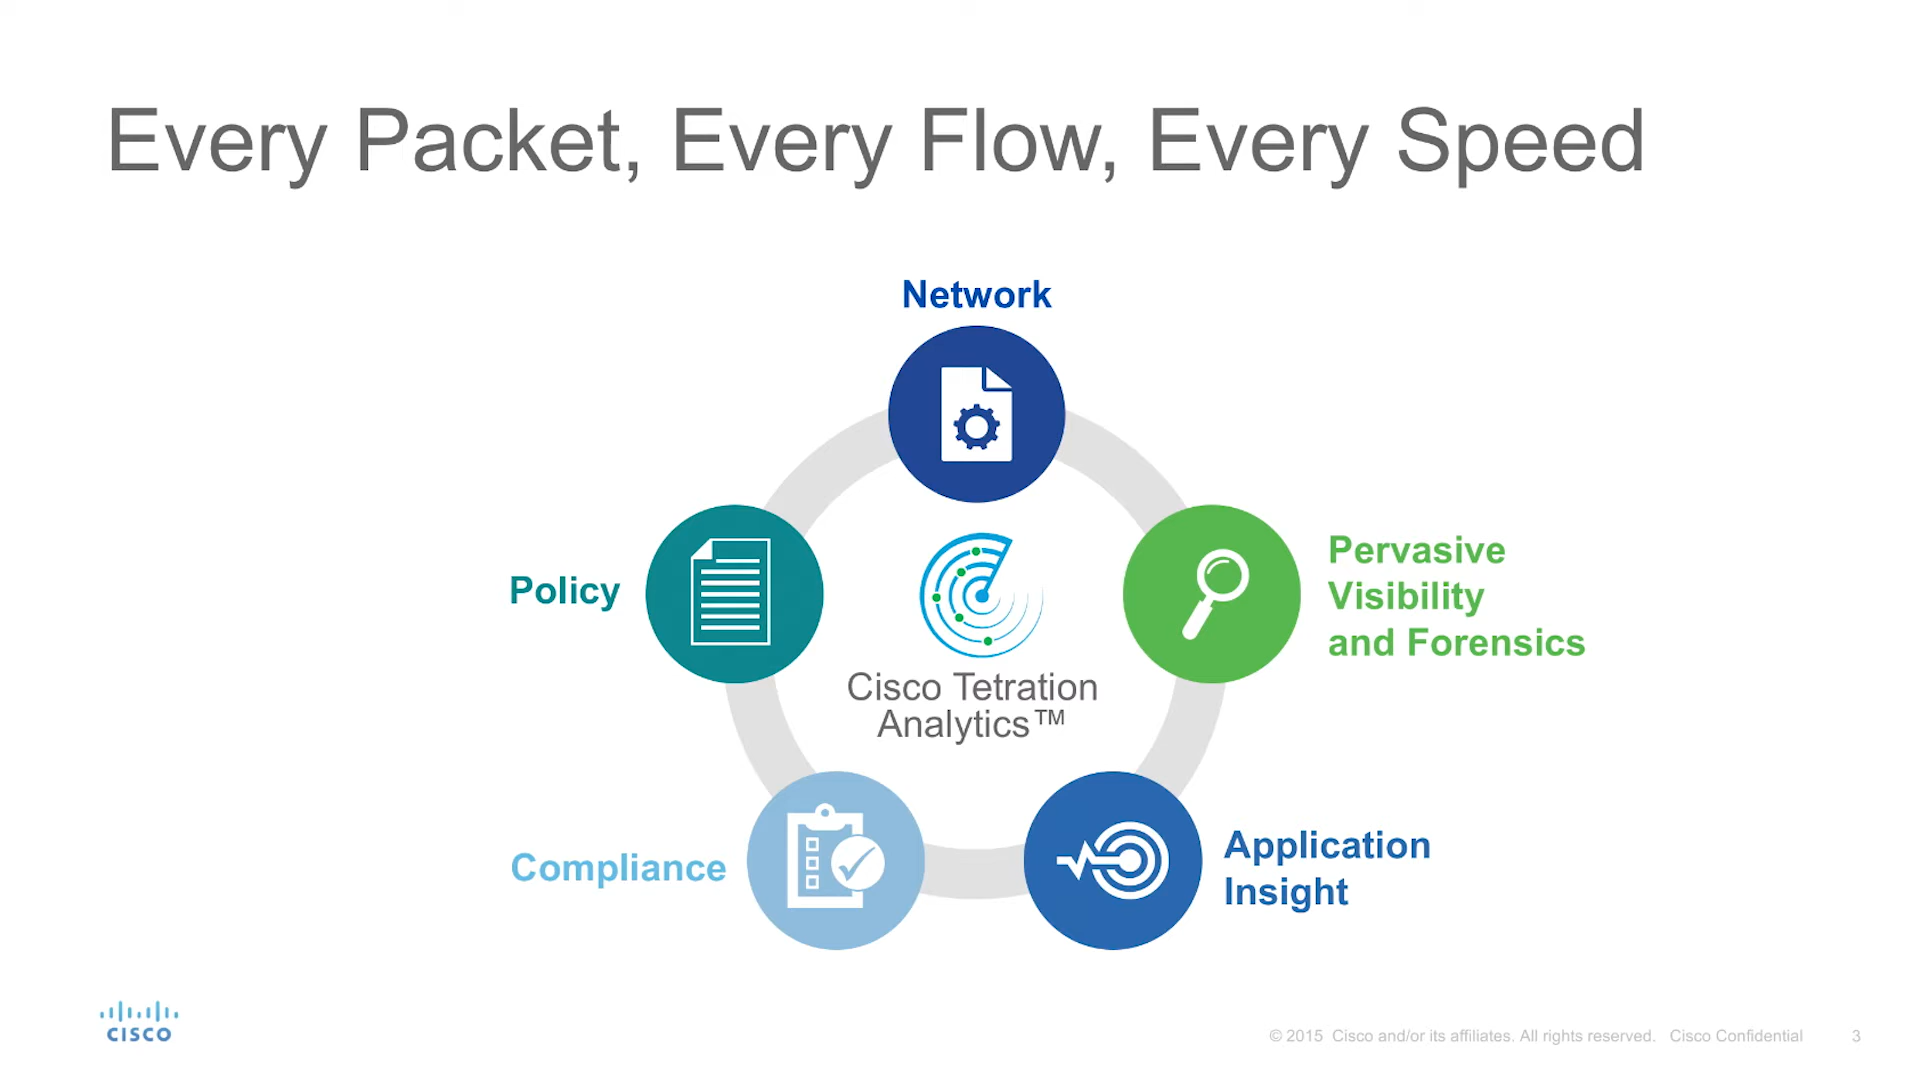 Every Packet, Every Flow, Every Speed
Network
Pervasive
Visibility
and Forensics
Policy
Cisco Tetration
Analytics™
Application
Insight
Compliance
CISCO
© 2015 Cisco and/or its affiliates. All rights reserved. Cisco Confidential 3